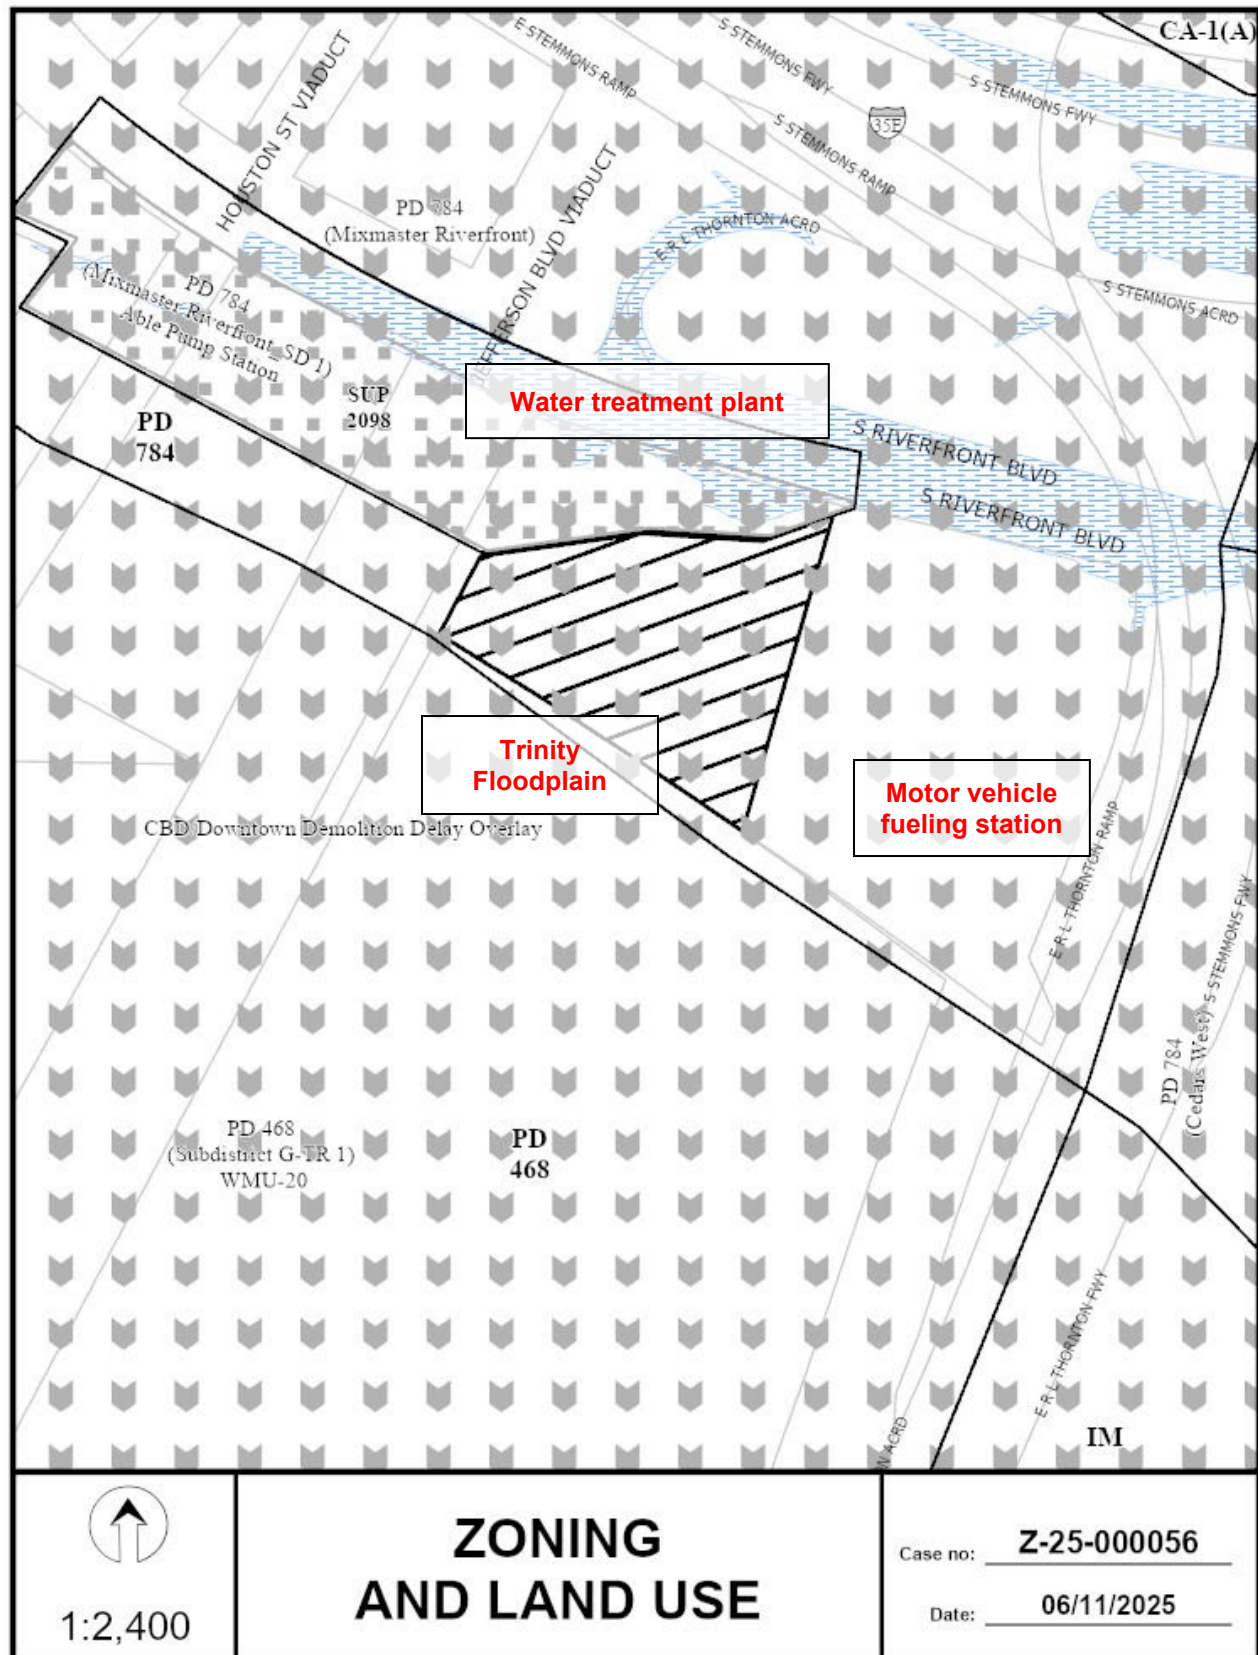 CA-1(A)
E STEMMONS RAMP
S STEMMONS FWY
S STEMMONS FWY
35E
S STEMMONS RAMP
HOUSTON ST VIADUCT
JEFFERSON BLVD VIADUCT
PD 784
(Mixmaster Riverfront)
E R L THORNTON ACRD
S STEMMONS ACRD
PD 784
(Mixmaster Riverfront_SD 1)
Able Pump Station
SUP
2098
PD
784
Water treatment plant
S RIVERFRONT BLVD
S RIVERFRONT BLVD
Trinity
Floodplain
Motor vehicle
fueling station
CBD Downtown Demolition Delay Overlay
E R L THORNTON RAMP
S STEMMONS FWY
PD 784
(Cedars West)
PD 468
(Subdistrict G-TR 1)
WMU-20
PD
468
E R L THORNTON FWY
N ACRD
IM
1:2,400
ZONING
AND LAND USE
Case no: Z-25-000056
Date: 06/11/2025